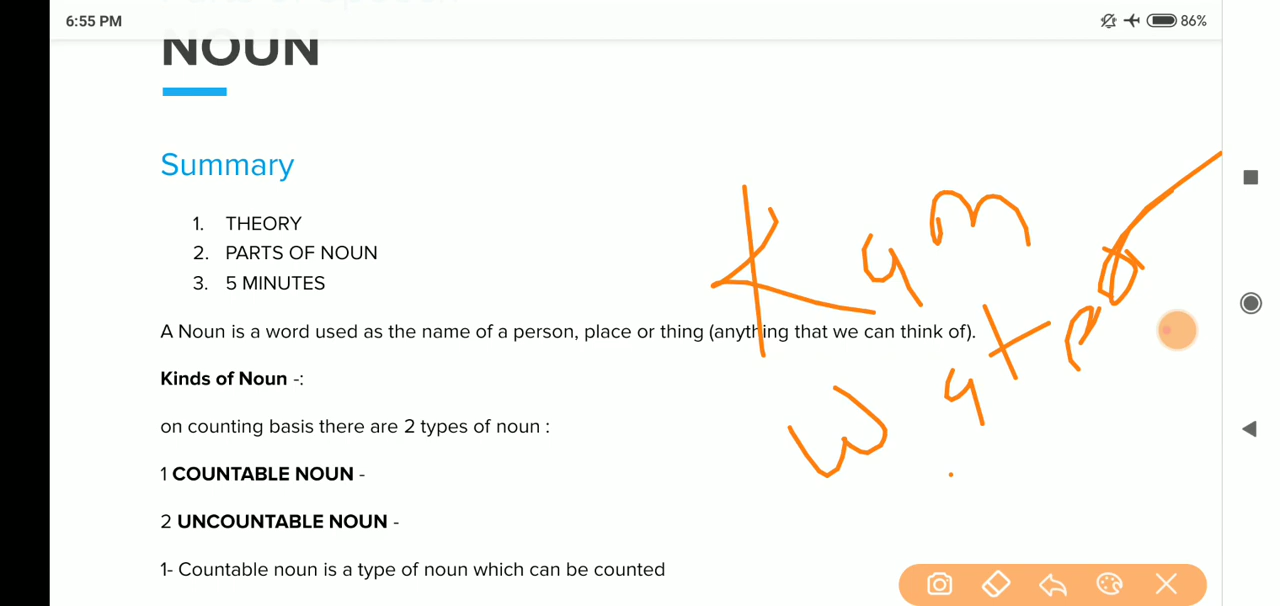 6:55 PM 86%
NOUN
Summary
1. THEORY
2. PARTS OF NOUN
3. 5 MINUTES
A Noun is a word used as the name of a person, place or thing (anything that we can think of).
Kinds of Noun -:
on counting basis there are 2 types of noun :
1 COUNTABLE NOUN -
2 UNCOUNTABLE NOUN -
1- Countable noun is a type of noun which can be counted
Ram
water